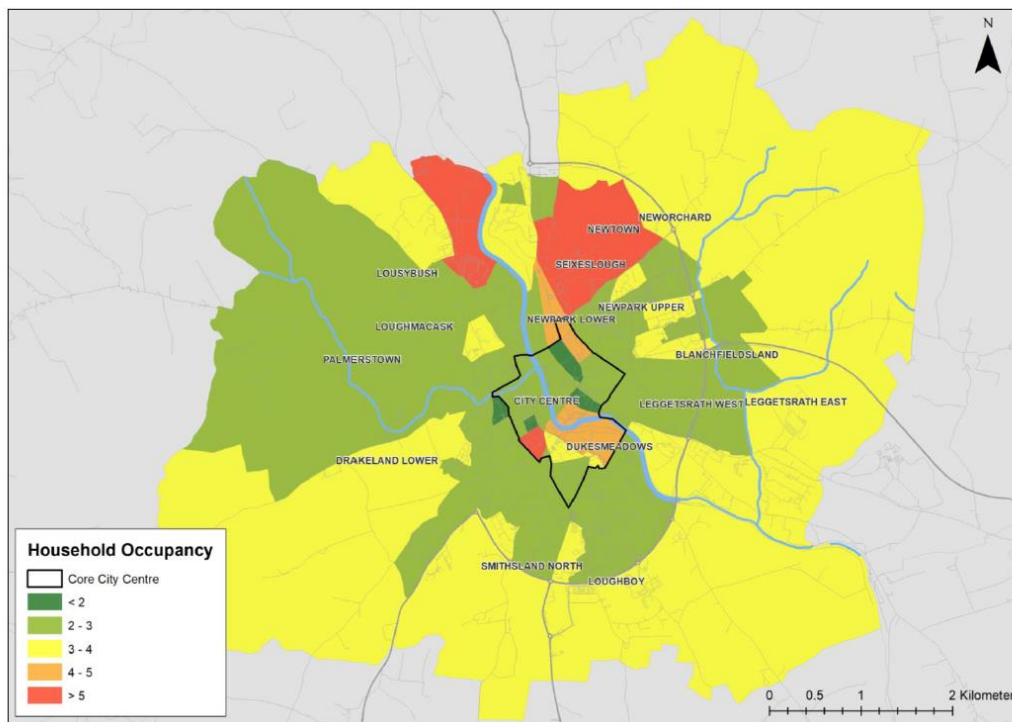 N
NEWORCHARD
NEWTOWN
SEIXESLOUGH
LOUSYBUSH
NEWPARK UPPER
NEWPARK LOWER
LOUGHMACASK
BLANCHFIELDSLAND
PALMERSTOWN
CITY CENTRE
LEGGETSRATH WEST
LEGGETSRATH EAST
DUKESMEADOWS
DRAKELAND LOWER
SMITHSLAND NORTH
LOUGHBOY
Household Occupancy
Core City Centre
< 2
2 - 3
3 - 4
4 - 5
> 5
0 0.5 1 2 Kilometer